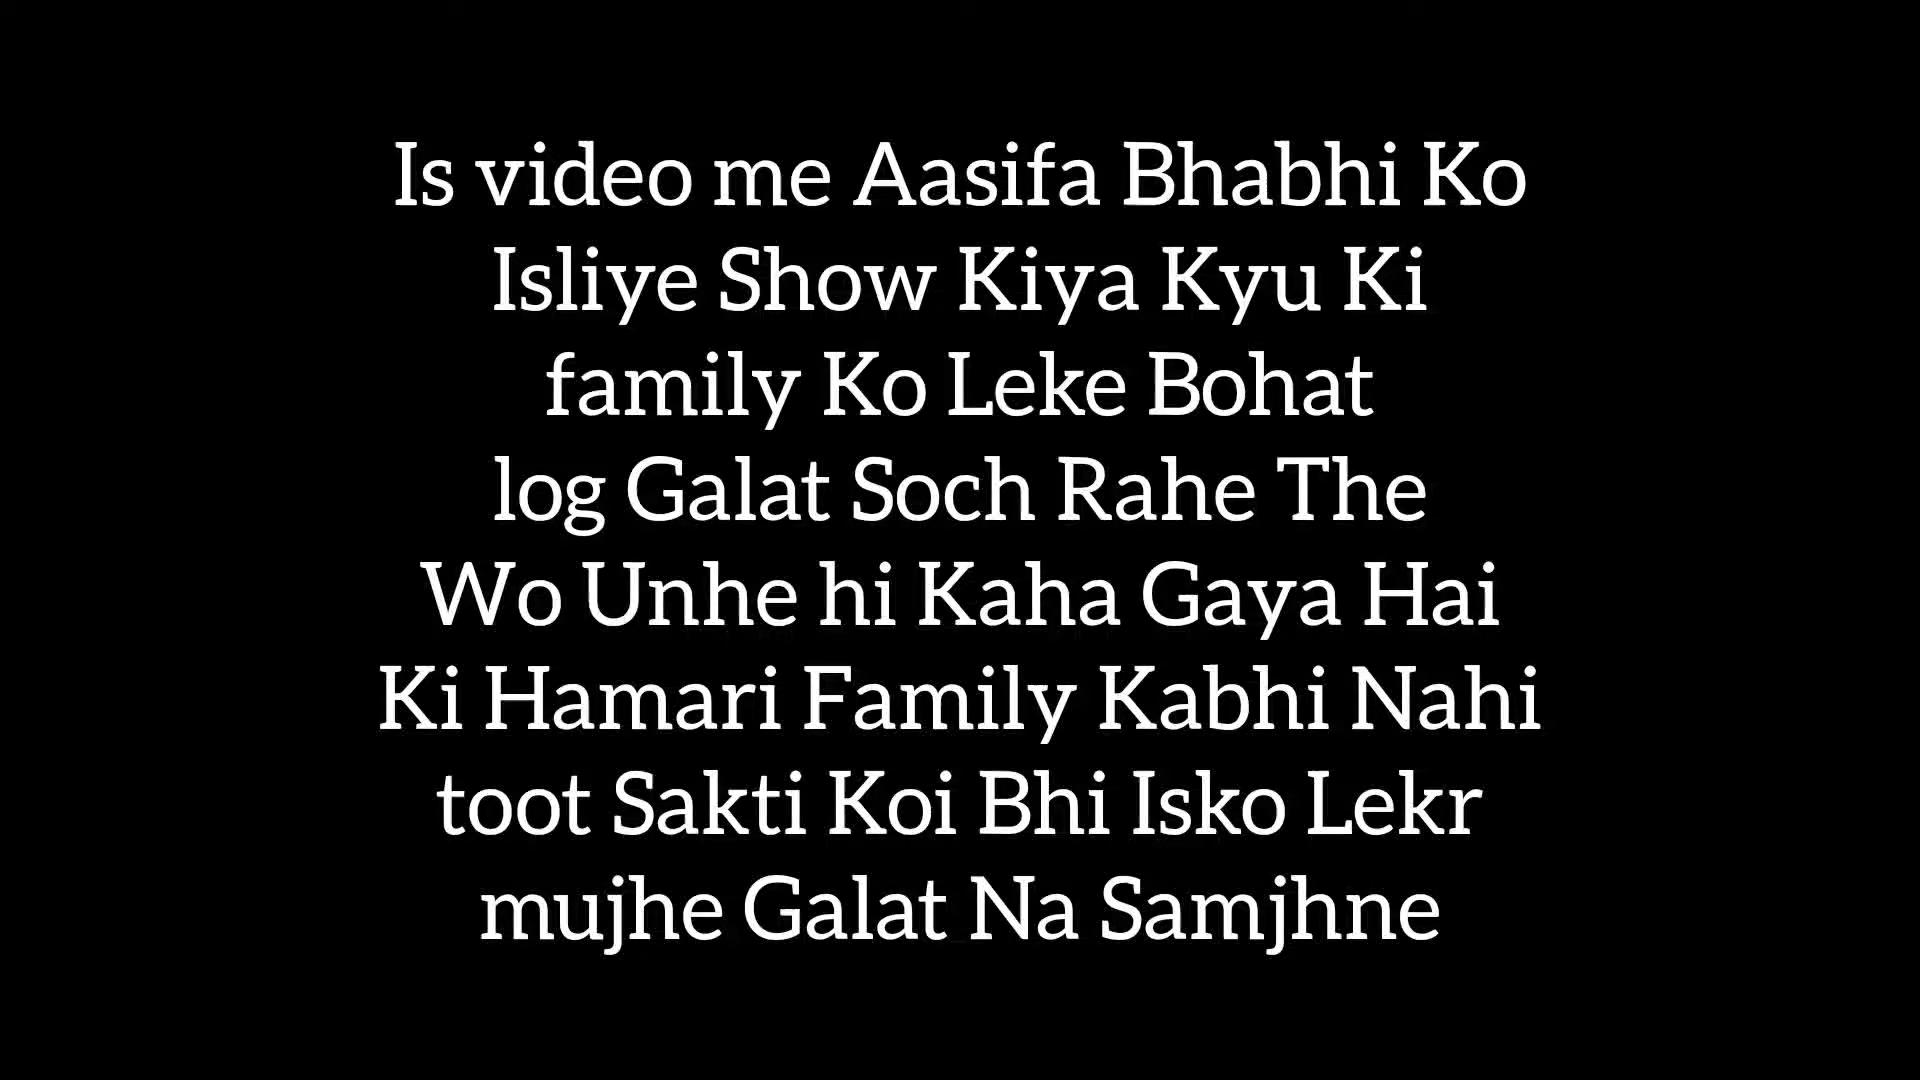 Is video me Aasifa Bhabhi Ko
Isliye Show Kiya Kyu Ki
family Ko Leke Bohat
log Galat Soch Rahe The
Wo Unhe hi Kaha Gaya Hai
Ki Hamari Family Kabhi Nahi
toot Sakti Koi Bhi Isko Lekr
mujhe Galat Na Samjhne